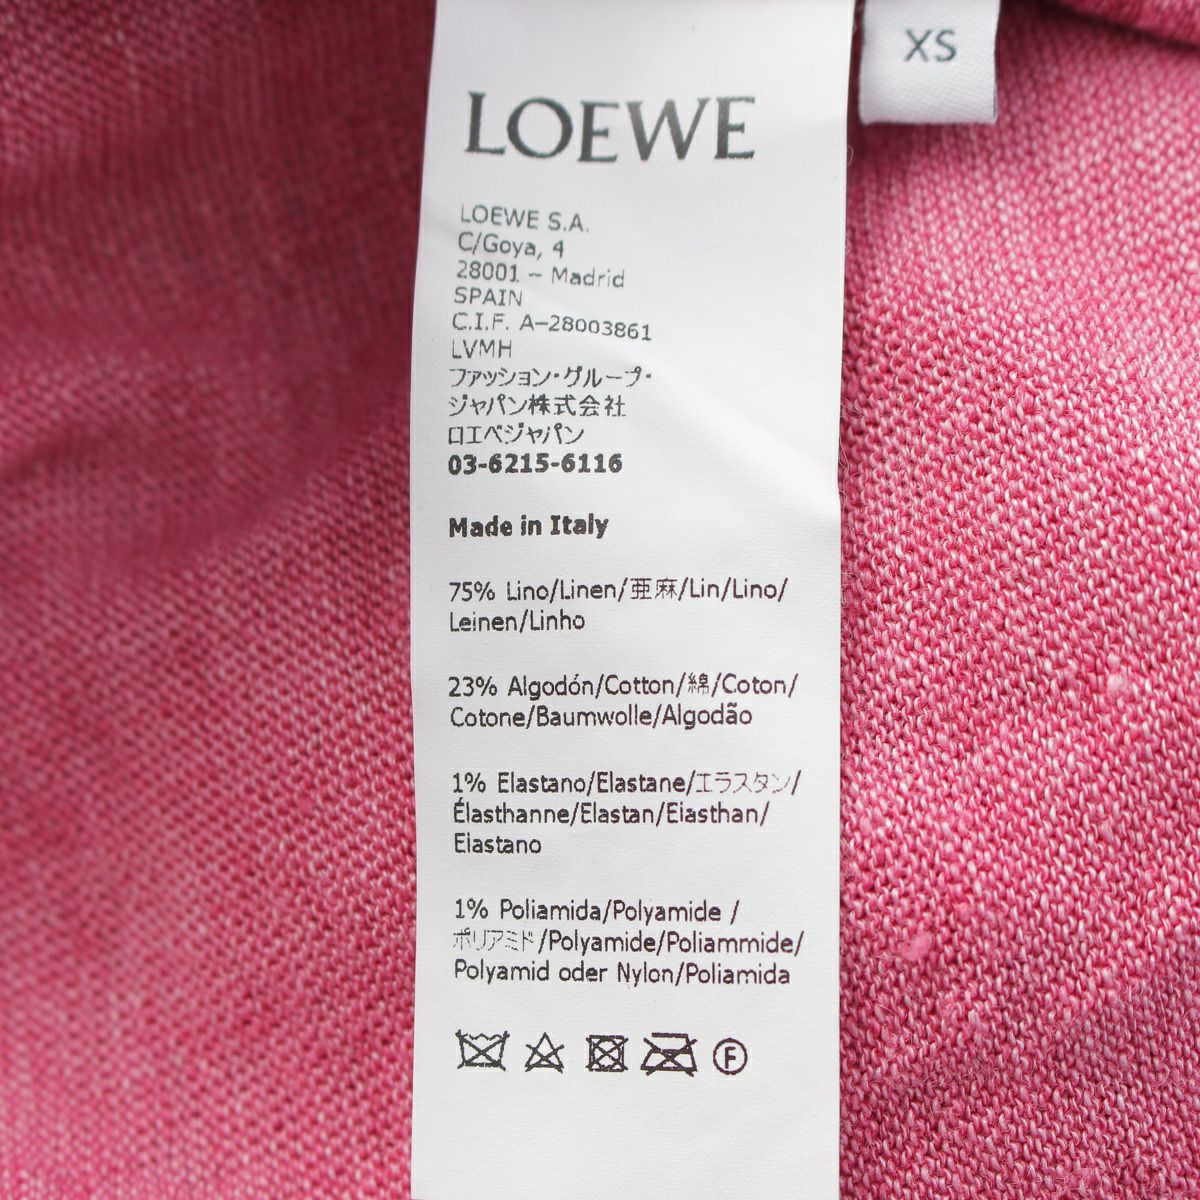 XS
LOEWE
LOEWE S.A.
C/Goya, 4
28001 – Madrid
SPAIN
C.I.F. A–28003861
LVMH
ファッション・グループ・
ジャパン株式会社
ロエベジャパン
03-6215-6116
Made in Italy
75% Lino/Linen/亜麻/Lin/Lino/
Leinen/Linho
23% Algodón/Cotton/綿/Coton/
Cotone/Baumwolle/Algodão
1% Elastano/Elastane/エラスタン/
Élasthanne/Elastan/Eiasthan/
Eiastano
1% Poliamida/Polyamide /
ポリアミド/Polyamide/Poliammide/
Polyamid oder Nylon/Poliamida
F